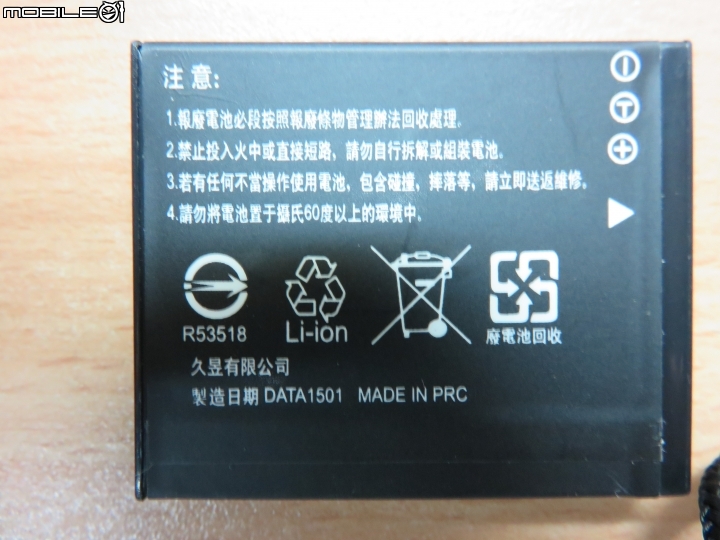 MOBILE01
注意:
1.報廢電池必段按照報廢條物管理辦法回收處理.
2.禁止投入火中或直接短路，請勿自行拆解或組裝電池.
3.若有任何不當操作使用電池，包含碰撞，摔落等，請立即送返維修.
4.請勿將電池置于攝氏60度以上的環境中.
R53518
Li-ion
廢電池回收
久昱有限公司
製造日期 DATA1501 MADE IN PRC
T